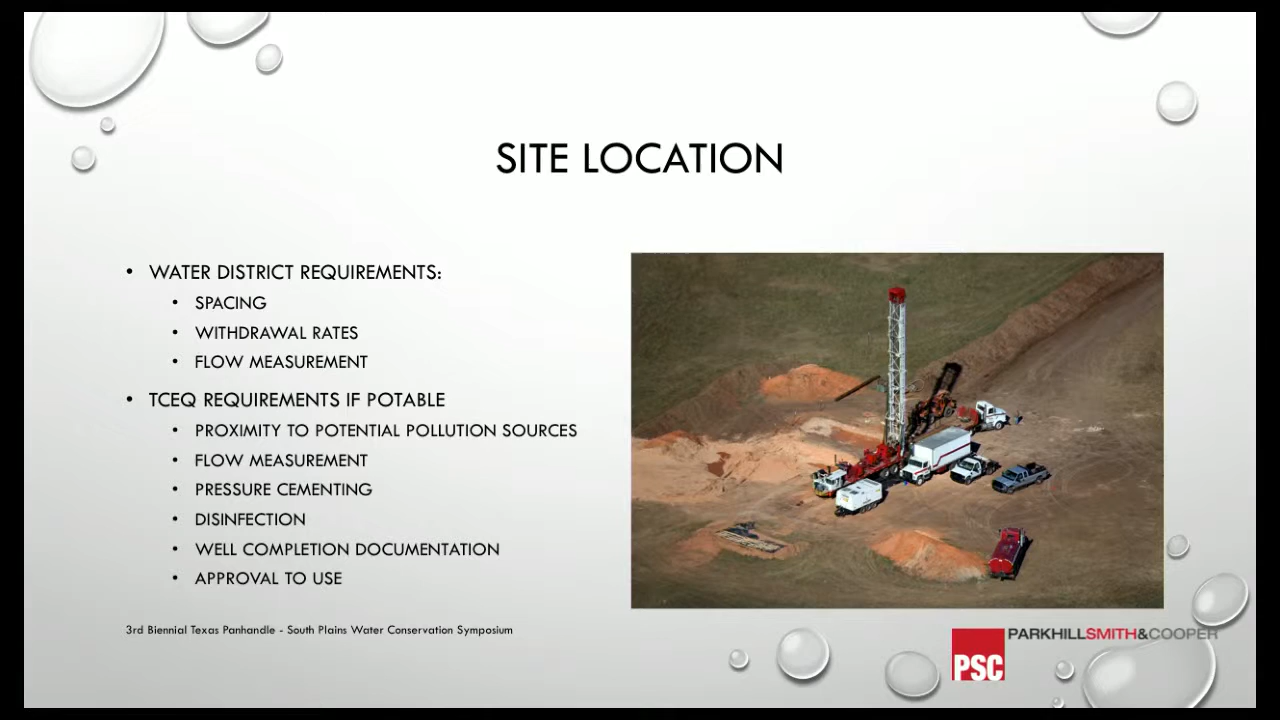 SITE LOCATION
• WATER DISTRICT REQUIREMENTS:
• SPACING
• WITHDRAWAL RATES
• FLOW MEASUREMENT
• TCEQ REQUIREMENTS IF POTABLE
• PROXIMITY TO POTENTIAL POLLUTION SOURCES
• FLOW MEASUREMENT
• PRESSURE CEMENTING
• DISINFECTION
• WELL COMPLETION DOCUMENTATION
• APPROVAL TO USE
3rd Biennial Texas Panhandle - South Plains Water Conservation Symposium
PARKHILLSMITH&COOPER
PSC